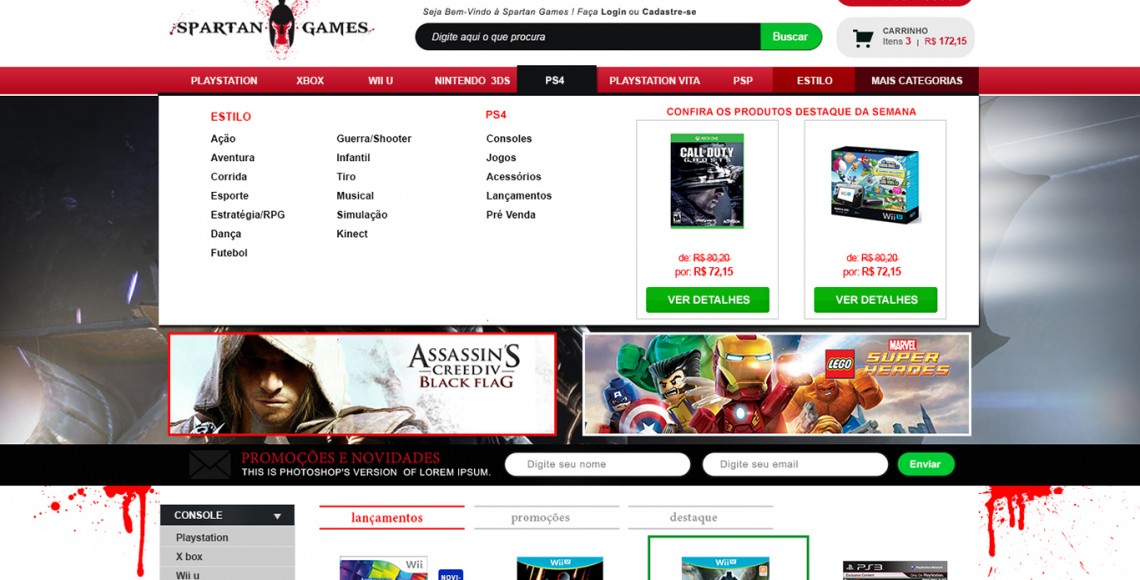 Seja Bem-Vindo à Spartan Games ! Faça Login ou Cadastre-se
SPARTAN GAMES
Digite aqui o que procura
Buscar
CARRINHO
Itens 3 | R$ 172,15
PLAYSTATION
XBOX
WII U
NINTENDO 3DS
PS4
PLAYSTATION VITA
PSP
ESTILO
MAIS CATEGORIAS
ESTILO
Ação
Aventura
Corrida
Esporte
Estratégia/RPG
Dança
Futebol
Guerra/Shooter
Infantil
Tiro
Musical
Simulação
Kinect
PS4
Consoles
Jogos
Acessórios
Lançamentos
Pré Venda
CONFIRA OS PRODUTOS DESTAQUE DA SEMANA
XBOX ONE
CALL OF DUTY
GHOSTS
de: R$ 80,20
por: R$ 72,15
VER DETALHES
Wii U
de: R$ 80,20
por: R$ 72,15
VER DETALHES
ASSASSIN'S
CREED IV
BLACK FLAG
LEGO
MARVEL
SUPER
HEROES
PROMOÇÕES E NOVIDADES
THIS IS PHOTOSHOP'S VERSION OF LOREM IPSUM.
Digite seu nome
Digite seu email
Enviar
CONSOLE
Playstation
X box
Wii u
lançamentos
promoções
destaque
Wii
NOVI-
Wii U
Wii U
PS3